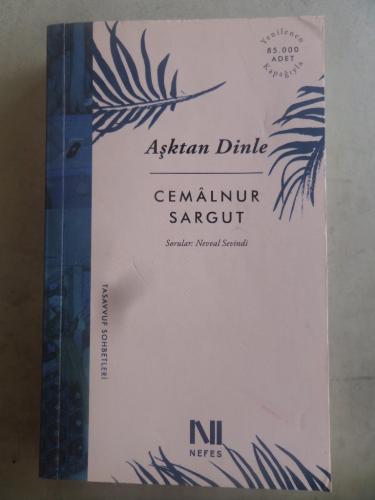 Yenilenen
85.000
ADET
Kapağıyla
Aşktan Dinle
CEMÂLNUR
SARGUT
Sorular: Nevval Sevindi
TASAVVUF SOHBETLERİ
N
NEFES